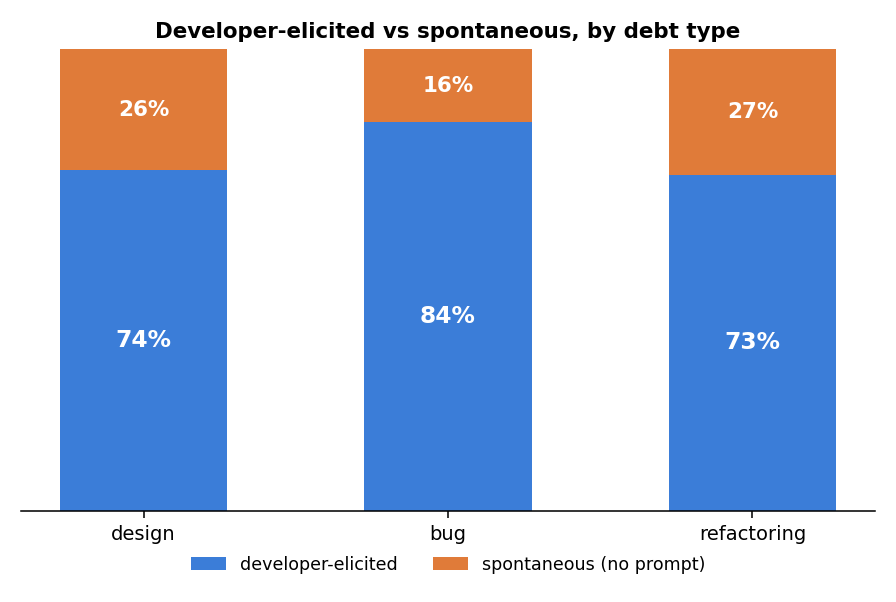 Developer-elicited vs spontaneous, by debt type
26%
16%
27%
74%
84%
73%
design
bug
refactoring
developer-elicited
spontaneous (no prompt)